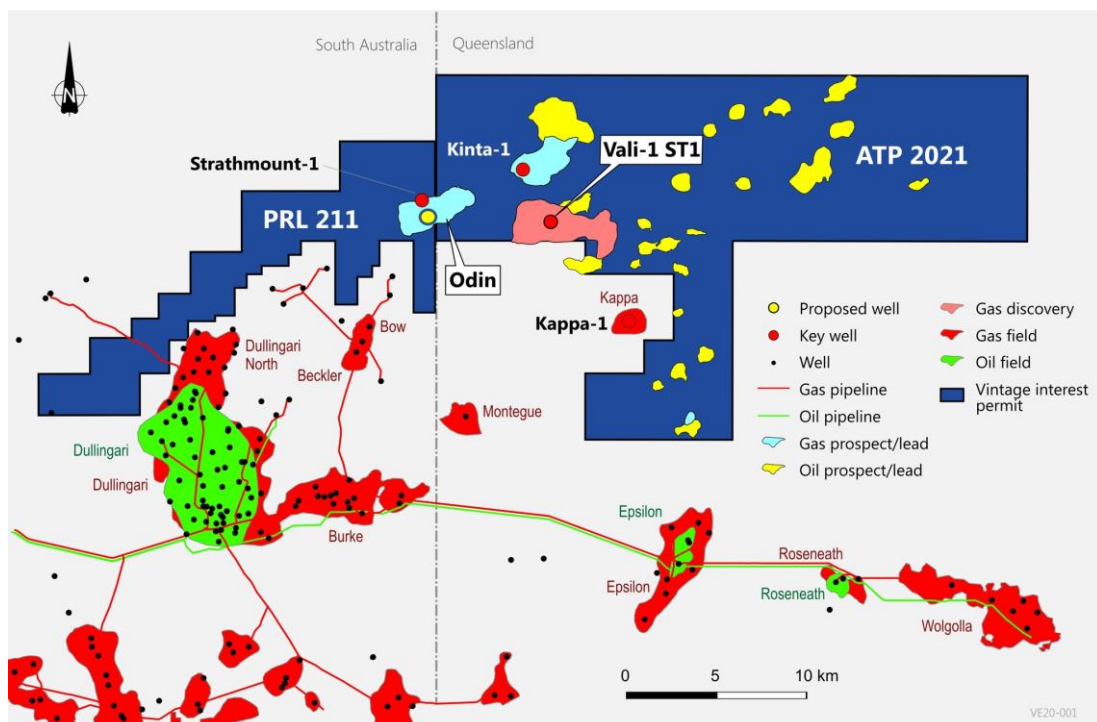 South Australia
Queensland
N
Strathmount-1
Kinta-1
Vali-1 ST1
ATP 2021
PRL 211
Odin
Kappa
Kappa-1
Bow
Dullingari
North
Beckler
Montegue
Dullingari
Dullingari
Burke
Epsilon
Epsilon
Roseneath
Roseneath
Wolgolla
Proposed well
Key well
Well
Gas pipeline
Oil pipeline
Gas prospect/lead
Oil prospect/lead
Gas discovery
Gas field
Oil field
Vintage interest
permit
0 5 10 km
VE20-001